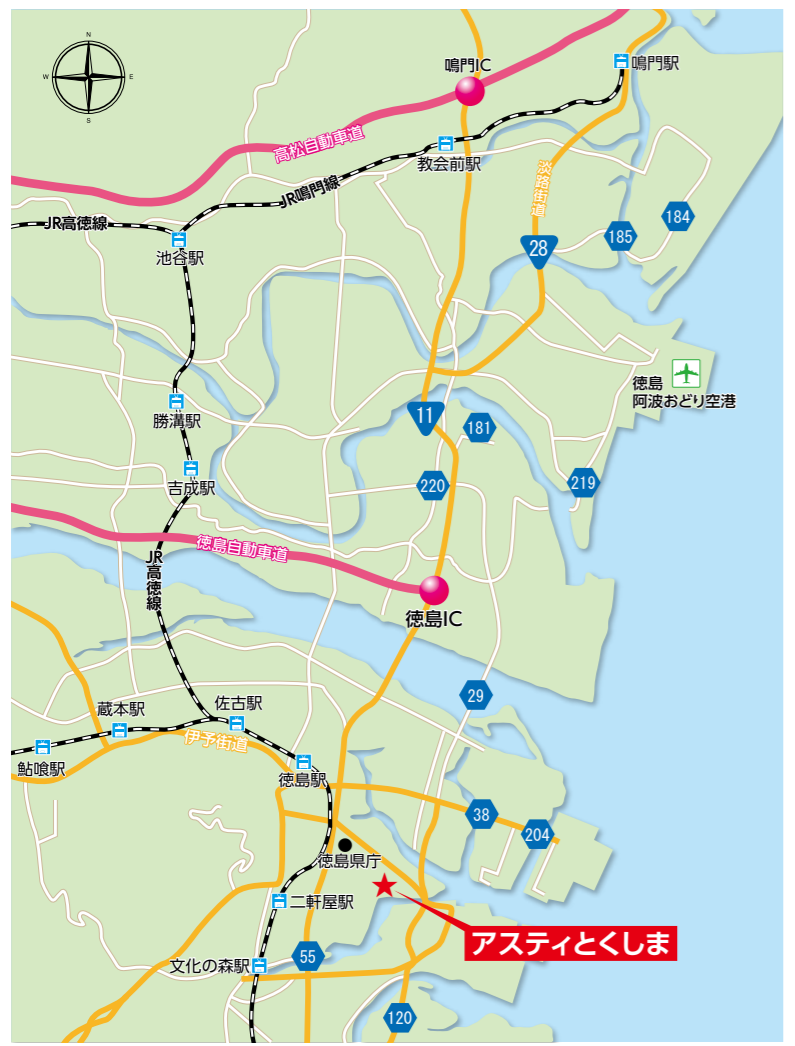 N
W
E
S
鳴門IC
鳴門駅
高松自動車道
教会前駅
淡路街道
JR鳴門線
JR高徳線
184
185
28
池谷駅
徳島
阿波おどり空港
勝溝駅
11
181
吉成駅
220
219
徳島自動車道
JR高徳線
徳島IC
29
蔵本駅
佐古駅
伊予街道
鮎喰駅
徳島駅
38
204
徳島県庁
二軒屋駅
アスティとくしま
文化の森駅
55
120